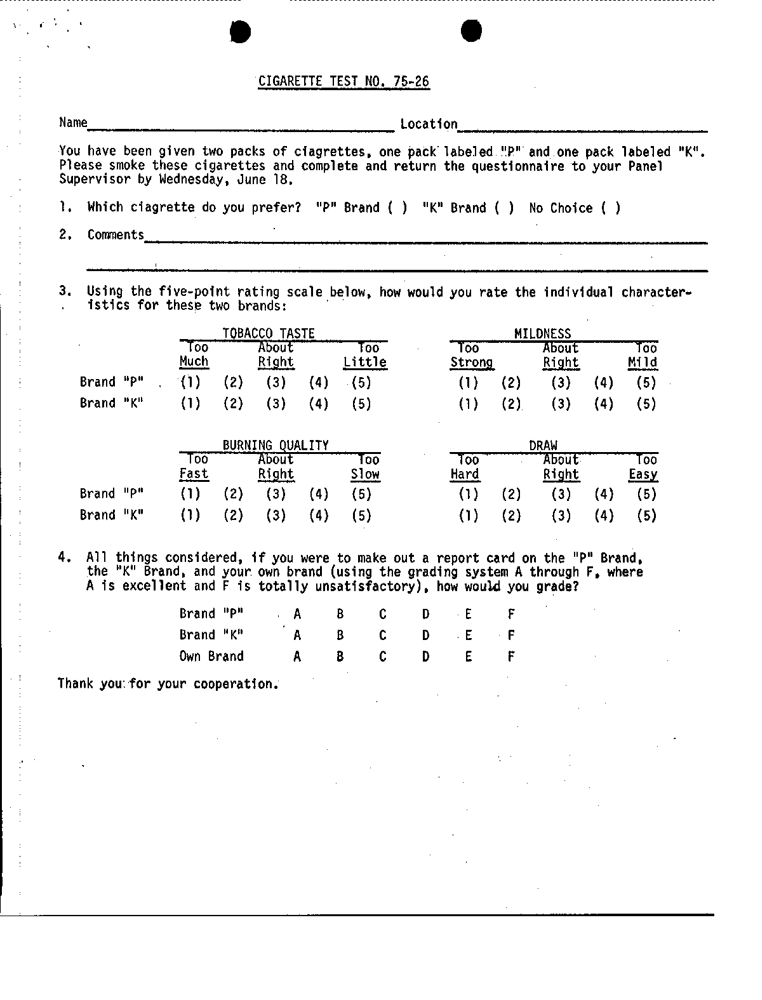 CIGARETTE TEST NO. 75-26
Name Location
You have been given two packs of ciagrettes, one pack labeled "P" and one pack labeled "K".
Please smoke these cigarettes and complete and return the questionnaire to your Panel
Supervisor by Wednesday, June 18.
1. Which ciagrette do you prefer? "P" Brand ( ) "K" Brand ( ) No Choice ( )
2. Comments
3. Using the five-point rating scale below, how would you rate the individual character-
istics for these two brands:
TOBACCO TASTE MILDNESS
Too About Too Too About Too
Much Right Little Strong Right Mild
Brand "P" (1) (2) (3) (4) (5) (1) (2) (3) (4) (5)
Brand "K" (1) (2) (3) (4) (5) (1) (2) (3) (4) (5)
BURNING QUALITY DRAW
Too About Too Too About Too
Fast Right Slow Hard Right Easy
Brand "P" (1) (2) (3) (4) (5) (1) (2) (3) (4) (5)
Brand "K" (1) (2) (3) (4) (5) (1) (2) (3) (4) (5)
4. All things considered, if you were to make out a report card on the "P" Brand,
the "K" Brand, and your own brand (using the grading system A through F, where
A is excellent and F is totally unsatisfactory), how would you grade?
Brand "P" A B C D E F
Brand "K" A B C D E F
Own Brand A B C D E F
Thank you for your cooperation.